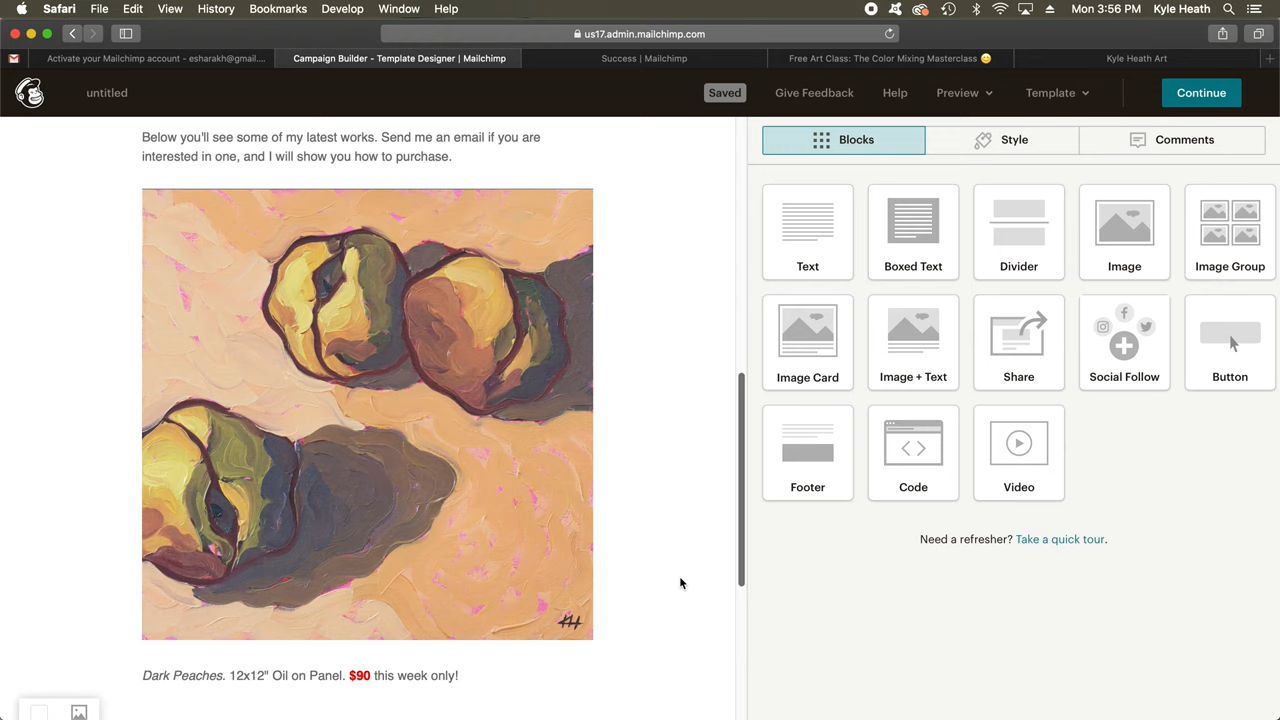 Safari File Edit View History Bookmarks Develop Window Help Mon 3:56 PM Kyle Heath
us17.admin.mailchimp.com
Activate your Mailchimp account - esharakh@gmail.... Campaign Builder - Template Designer | Mailchimp Success | Mailchimp Free Art Class: The Color Mixing Masterclass 😊 Kyle Heath Art
untitled Saved Give Feedback Help Preview Template Continue
Below you'll see some of my latest works. Send me an email if you are
interested in one, and I will show you how to purchase.
KH
Dark Peaches. 12x12" Oil on Panel. $90 this week only!
Blocks Style Comments
Text Boxed Text Divider Image Image Group
Image Card Image + Text Share Social Follow Button
Footer Code Video
Need a refresher? Take a quick tour.